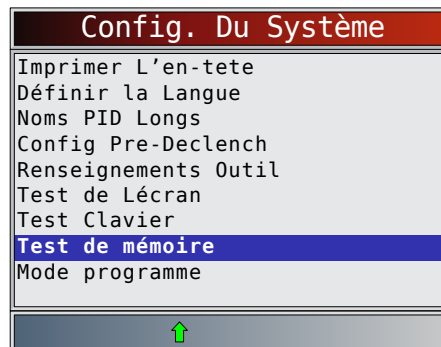 Config. Du Système
Imprimer L’en-tete
Définir la Langue
Noms PID Longs
Config Pre-Declench
Renseignements Outil
Test de Lécran
Test Clavier
Test de mémoire
Mode programme